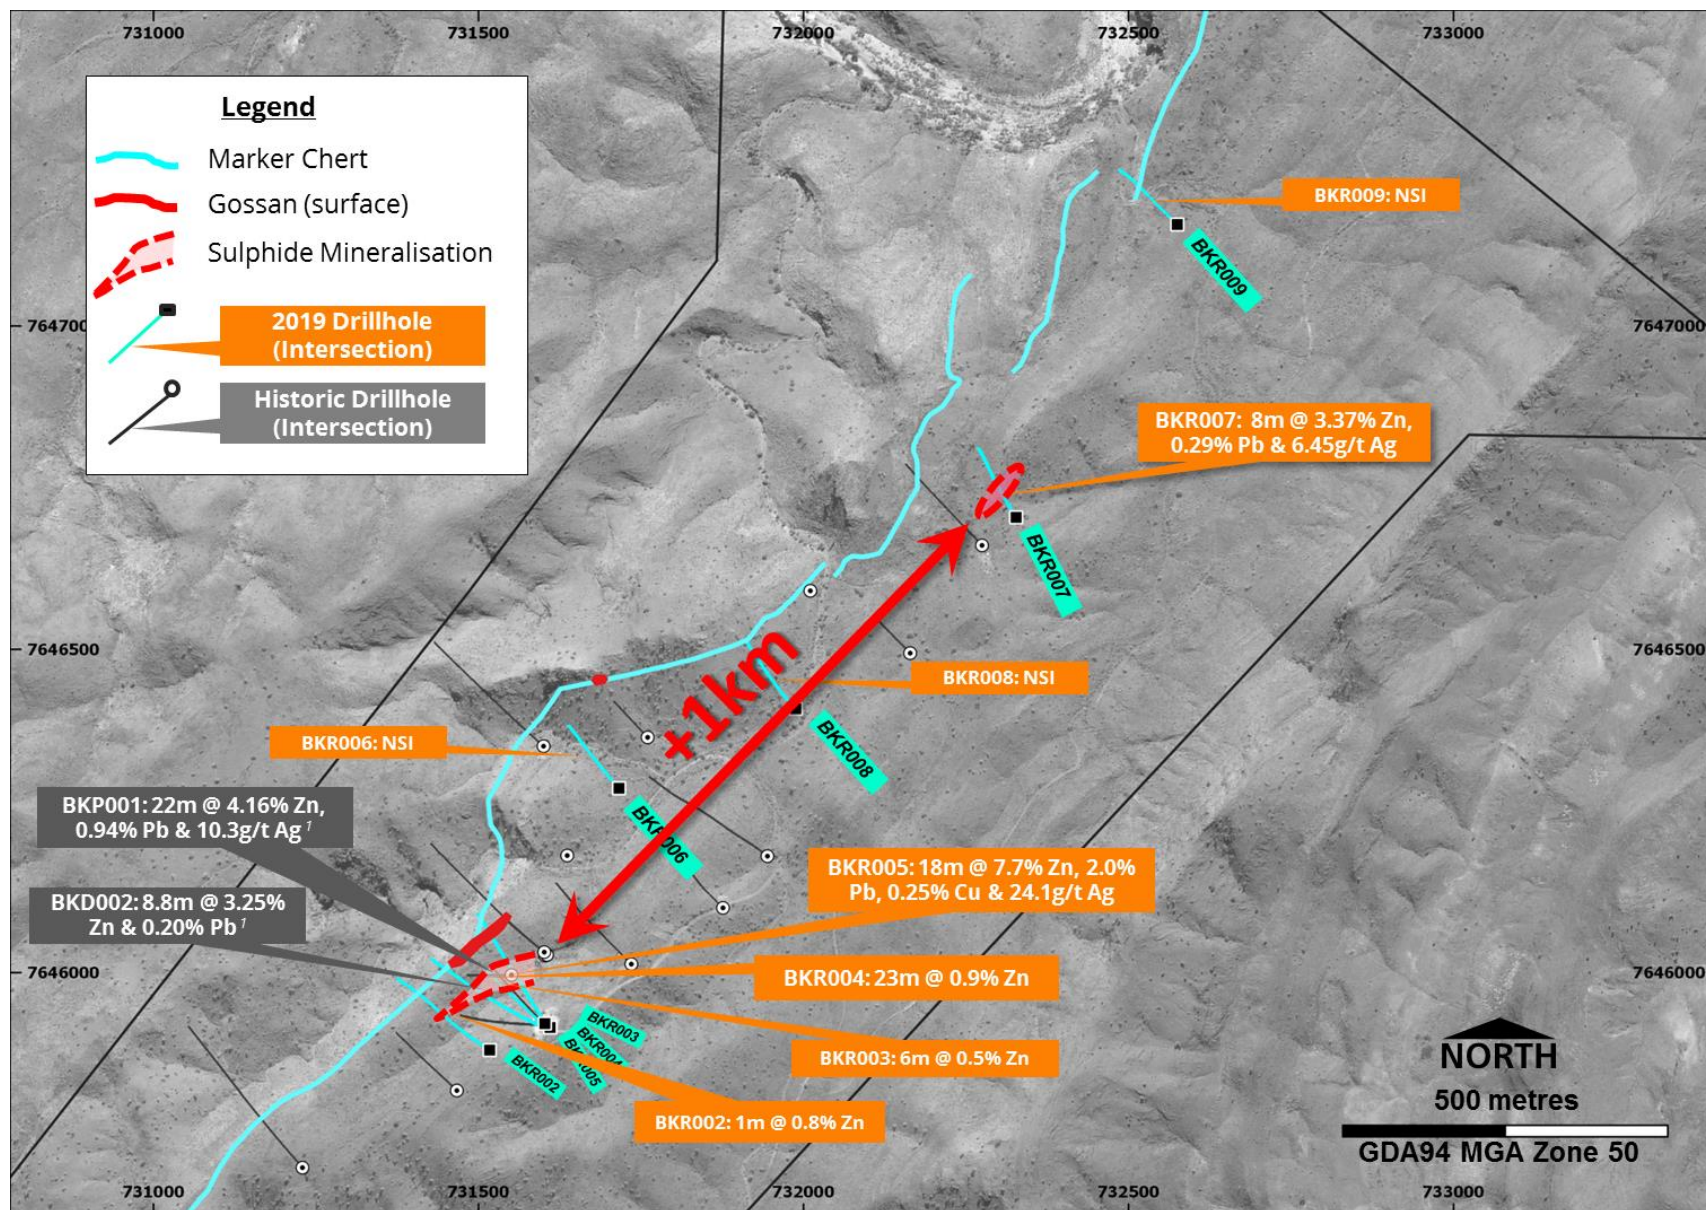 731000 731500 732000 732500 733000
Legend
Marker Chert
Gossan (surface)
Sulphide Mineralisation
2019 Drillhole
(Intersection)
Historic Drillhole
(Intersection)
BKR009: NSI
BKR009
7647000 7647000
BKR007: 8m @ 3.37% Zn,
0.29% Pb & 6.45g/t Ag
BKR007
7646500 7646500
+1km
BKR008: NSI
BKR008
BKR006: NSI
BKR006
BKP001: 22m @ 4.16% Zn,
0.94% Pb & 10.3g/t Ag 1
BKD002: 8.8m @ 3.25%
Zn & 0.20% Pb 1
BKR005: 18m @ 7.7% Zn, 2.0%
Pb, 0.25% Cu & 24.1g/t Ag
7646000 7646000
BKR004: 23m @ 0.9% Zn
BKR003
BKR004
BKR005
BKR002
BKR003: 6m @ 0.5% Zn
BKR002: 1m @ 0.8% Zn
NORTH
500 metres
GDA94 MGA Zone 50
731000 731500 732000 732500 733000